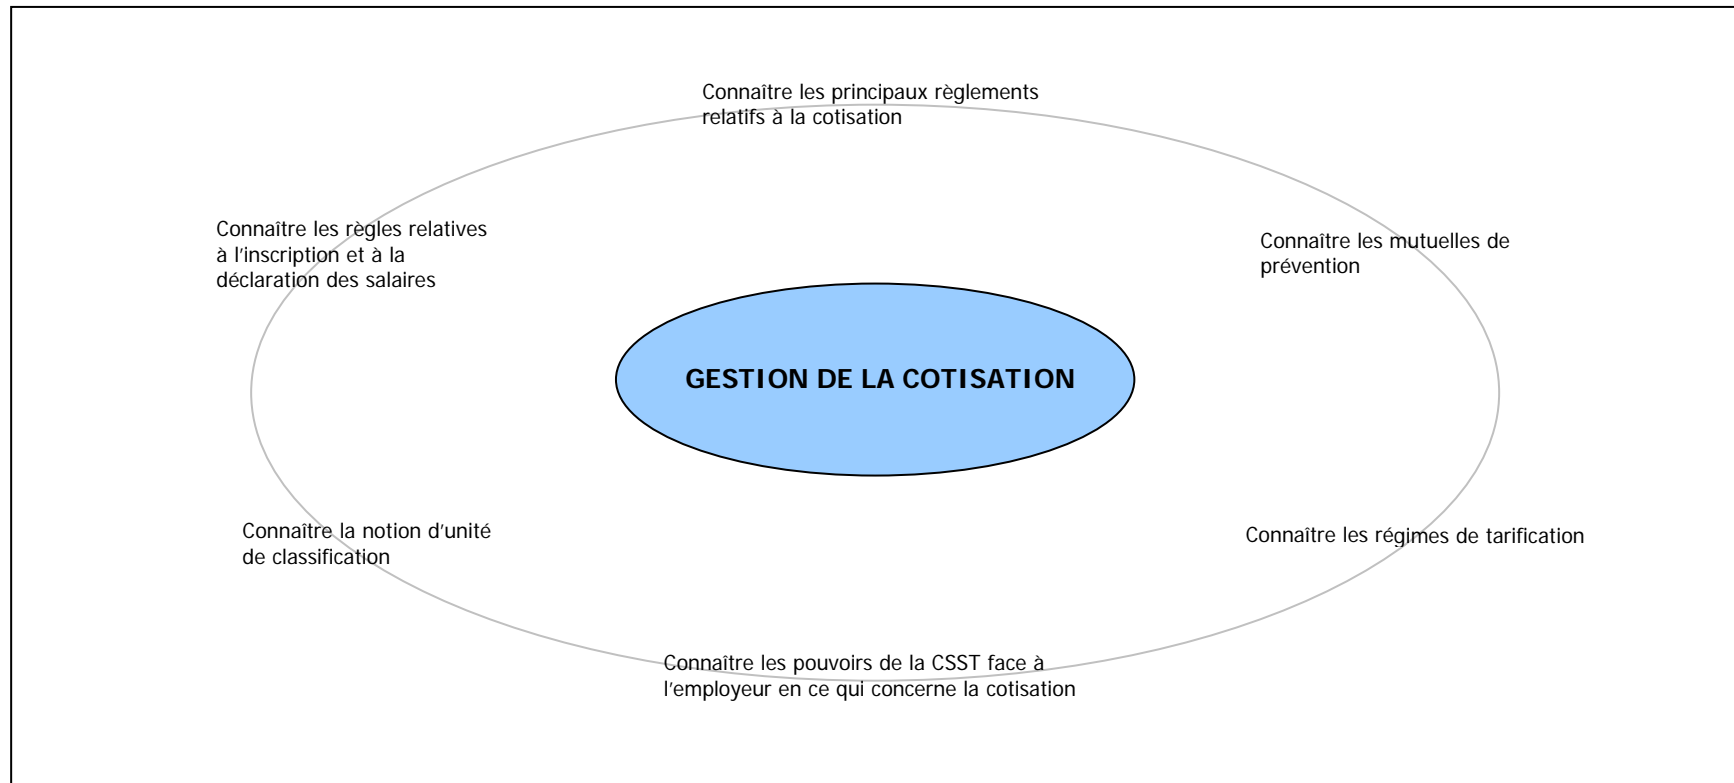 Connaître les principaux règlements
relatifs à la cotisation
Connaître les règles relatives
à l'inscription et à la
déclaration des salaires
Connaître les mutuelles de
prévention
GESTION DE LA COTISATION
Connaître la notion d'unité
de classification
Connaître les régimes de tarification
Connaître les pouvoirs de la CSST face à
l'employeur en ce qui concerne la cotisation